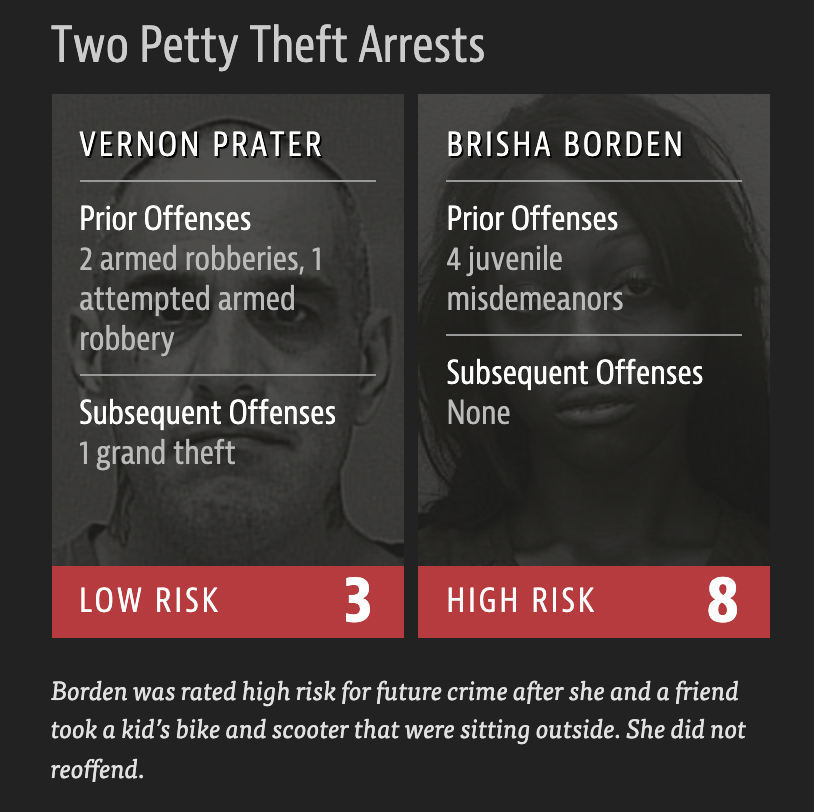 Two Petty Theft Arrests
VERNON PRATER
Prior Offenses
2 armed robberies, 1
attempted armed
robbery
Subsequent Offenses
1 grand theft
LOW RISK 3
BRISHA BORDEN
Prior Offenses
4 juvenile
misdemeanors
Subsequent Offenses
None
HIGH RISK 8
Borden was rated high risk for future crime after she and a friend
took a kid’s bike and scooter that were sitting outside. She did not
reoffend.